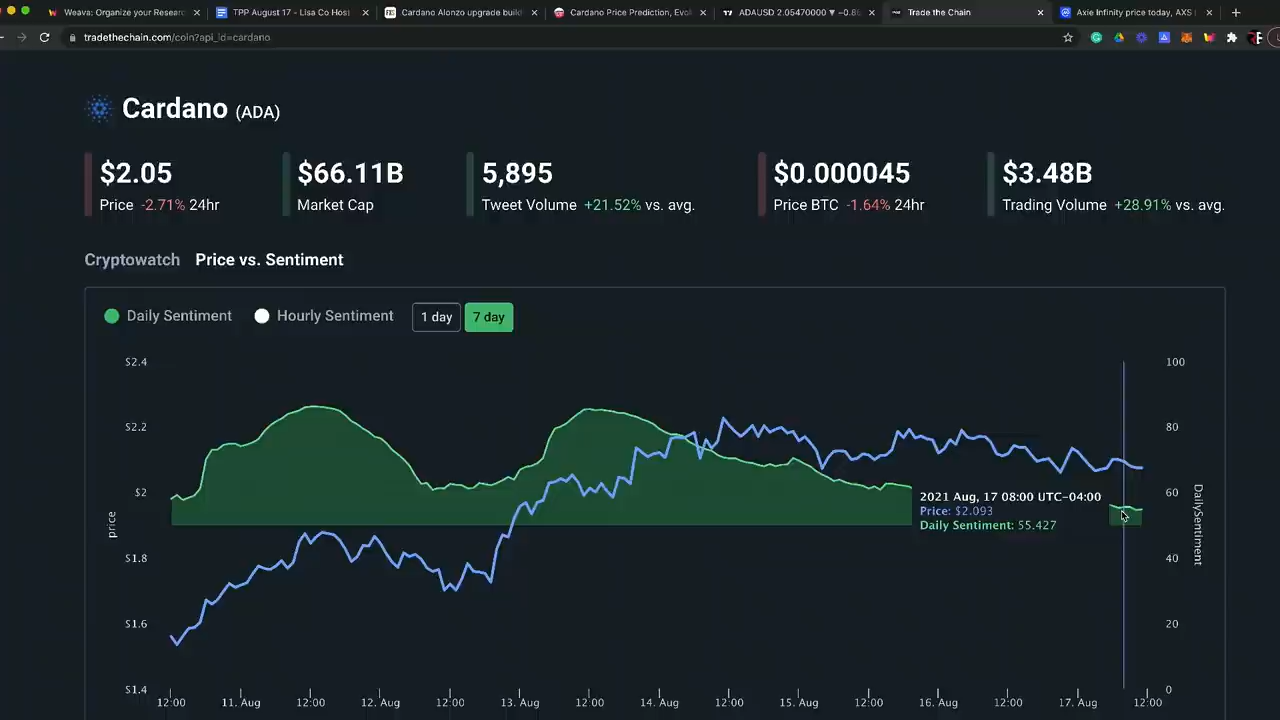 Weava: Organize your Resear
TPP August 17 - Lisa Co Host
Cardano Alonzo upgrade build
Cardano Price Prediction, Evol
ADAUSD 2.05470000 ▼ −0.8
Trade the Chain
Axie Infinity price today, AXS
tradethechain.com/coin?api_id=cardano
Cardano (ADA)
$2.05
$66.11B
5,895
$0.000045
$3.48B
Price -2.71% 24hr
Market Cap
Tweet Volume +21.52% vs. avg.
Price BTC -1.64% 24hr
Trading Volume +28.91% vs. avg.
Cryptowatch Price vs. Sentiment
Daily Sentiment Hourly Sentiment 1 day 7 day
$2.4 100
$2.2 80
$2 60
$1.8 40
$1.6 20
$1.4 0
price
DailySentiment
2021 Aug, 17 08:00 UTC−04:00
Price: $2.093
Daily Sentiment: 55.427
12:00 11. Aug 12:00 12. Aug 12:00 13. Aug 12:00 14. Aug 12:00 15. Aug 12:00 16. Aug 12:00 17. Aug 12:00